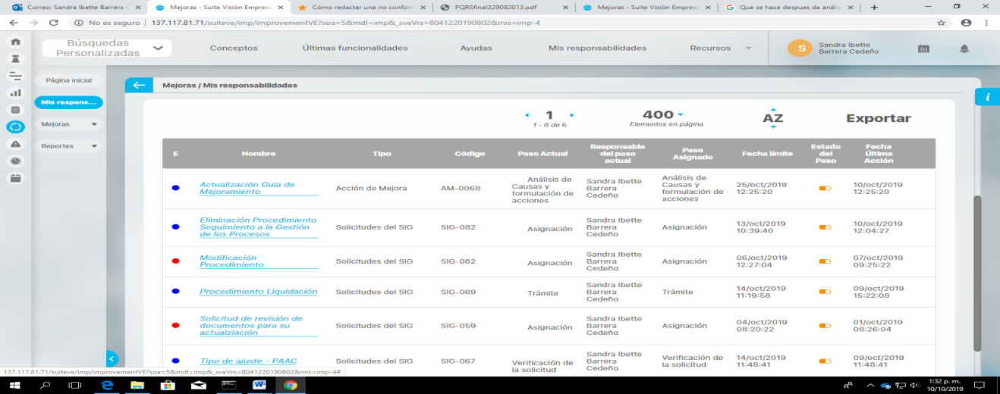 Correo: Sandra Ibette Barrera C
Mejoras - Suite Visión Empresa
Cómo redactar una no conform
PQRSfinal229082013.pdf
Mejoras - Suite Visión Empresa
Que se hace despues de anális
No es seguro | 137.117.81.71/suiteve/imp/improvementVE?soa=5&mdl=imp&_sveVrs=8041220190802&mis=imp-4
Búsquedas
Personalizadas
Conceptos
Últimas funcionalidades
Ayudas
Mis responsabilidades
Recursos
S
Sandra Ibette
Barrera Cedeño
Página inicial
Mis respons...
Mejoras
Reportes
Mejoras / Mis responsabilidades
i
1
1 - 6 de 6
400
Elementos en página
AZ
Exportar
E
Nombre
Tipo
Código
Paso Actual
Responsable
del paso
actual
Paso
Asignado
Fecha límite
Estado
del
Paso
Fecha
Última
Acción
Actualización Guía de
Mejoramiento
Acción de Mejora
AM-0068
Análisis de
Causas y
formulación de
acciones
Sandra Ibette
Barrera
Cedeño
Análisis de
Causas y
formulación de
acciones
25/oct/2019
12:25:20
10/oct/2019
12:25:20
Eliminación Procedimiento
Seguimiento a la Gestión
de los Procesos
Solicitudes del SIG
SIG-082
Asignación
Sandra Ibette
Barrera
Cedeño
Asignación
13/oct/2019
10:39:40
10/oct/2019
12:04:27
Modificación
Procedimiento
Solicitudes del SIG
SIG-062
Asignación
Sandra Ibette
Barrera
Cedeño
Asignación
06/oct/2019
12:27:04
07/oct/2019
09:25:22
Procedimiento Liquidación
Solicitudes del SIG
SIG-069
Trámite
Sandra Ibette
Barrera
Cedeño
Trámite
14/oct/2019
11:19:58
09/oct/2019
15:22:08
Solicitud de revisión de
documentos para su
actualziación
Solicitudes del SIG
SIG-059
Asignación
Sandra Ibette
Barrera
Cedeño
Asignación
04/oct/2019
08:20:22
01/oct/2019
08:26:04
Tipo de ajuste - PAAC
Solicitudes del SIG
SIG-067
Verificación de
la solicitud
Sandra Ibette
Barrera
Cedeño
Verificación de
la solicitud
14/oct/2019
11:48:41
09/oct/2019
11:48:41
137.117.81.71/suiteve/imp/improvementVE?soa=5&mdl=imp&_sveVrs=8041220190802&mis=imp-4#
1:32 p. m.
10/10/2019